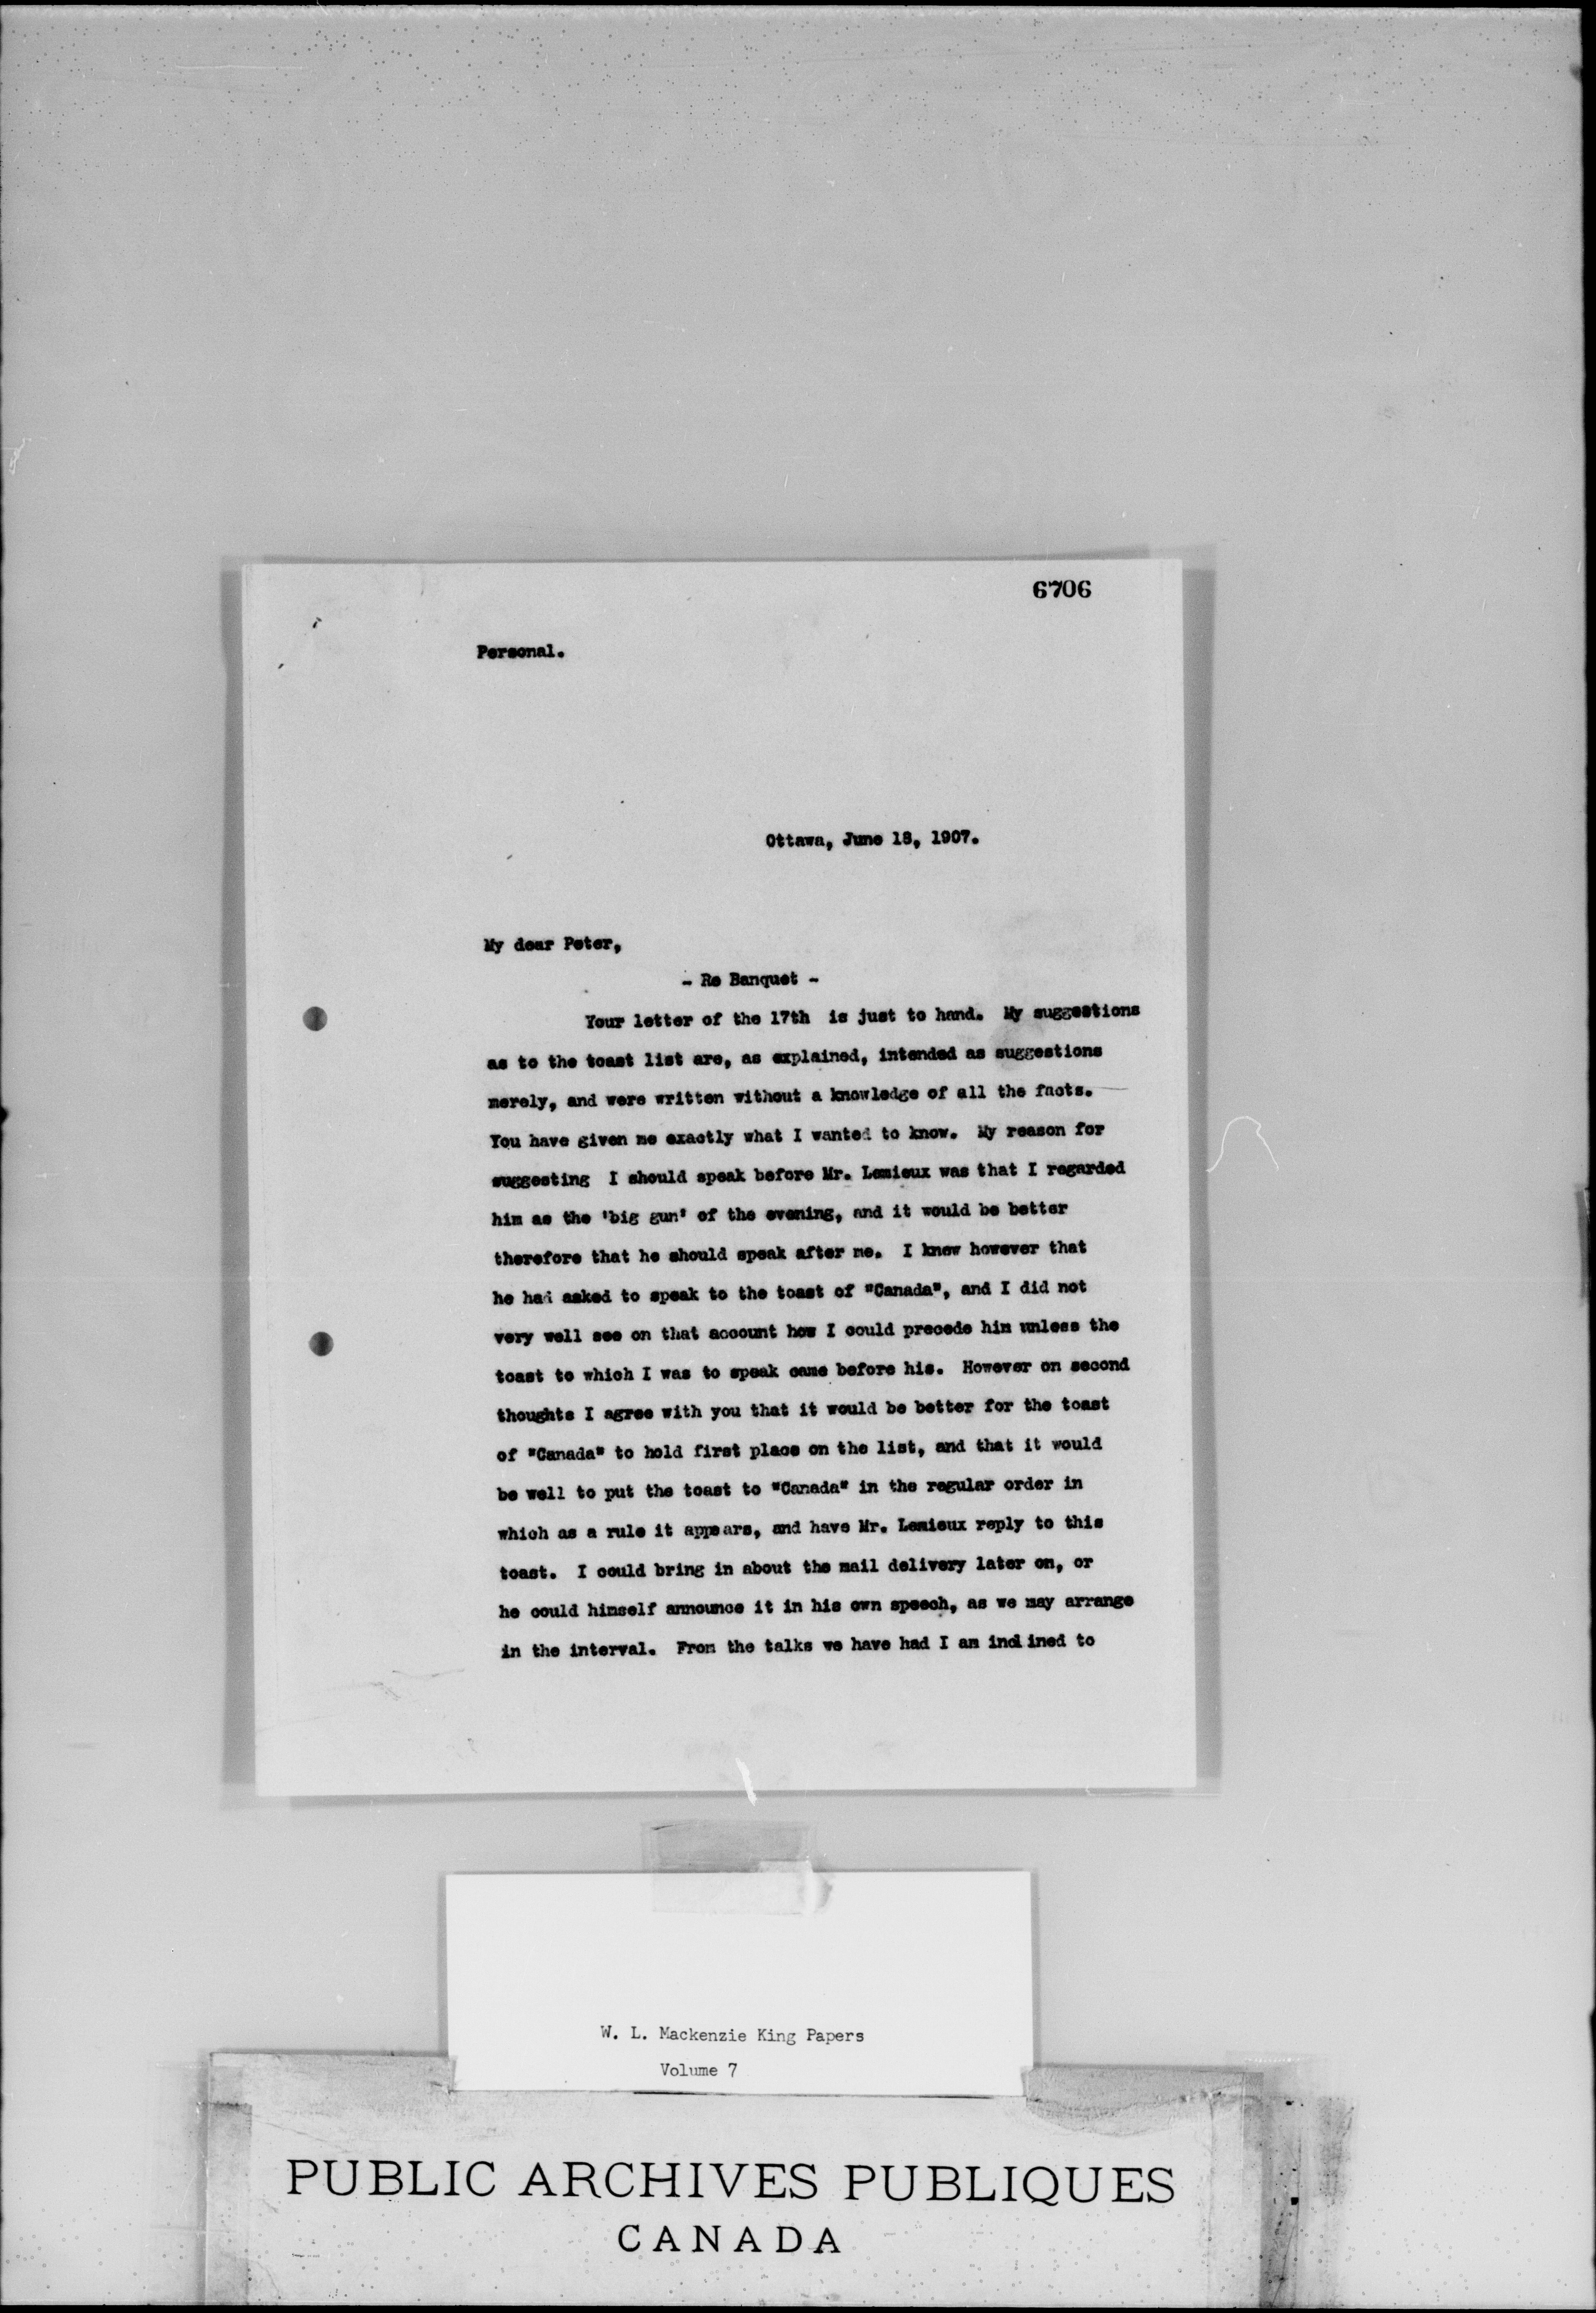 6706
Personal.
Ottawa, June 18, 1907.
My dear Peter,
- Re Banquet -
Your letter of the 17th is just to hand. My suggestions
as to the toast list are, as explained, intended as suggestions
merely, and were written without a knowledge of all the facts.
You have given me exactly what I wanted to know. My reason for
suggesting I should speak before Mr. Lemieux was that I regarded
him as the 'big gun' of the evening, and it would be better
therefore that he should speak after me. I knew however that
he had asked to speak to the toast of "Canada", and I did not
very well see on that account how I could precede him unless the
toast to which I was to speak came before his. However on second
thoughts I agree with you that it would be better for the toast
of "Canada" to hold first place on the list, and that it would
be well to put the toast to "Canada" in the regular order in
which as a rule it appears, and have Mr. Lemieux reply to this
toast. I could bring in about the mail delivery later on, or
he could himself announce it in his own speech, as we may arrange
in the interval. From the talks we have had I am inclined to
W. L. Mackenzie King Papers
Volume 7
PUBLIC ARCHIVES PUBLIQUES
CANADA